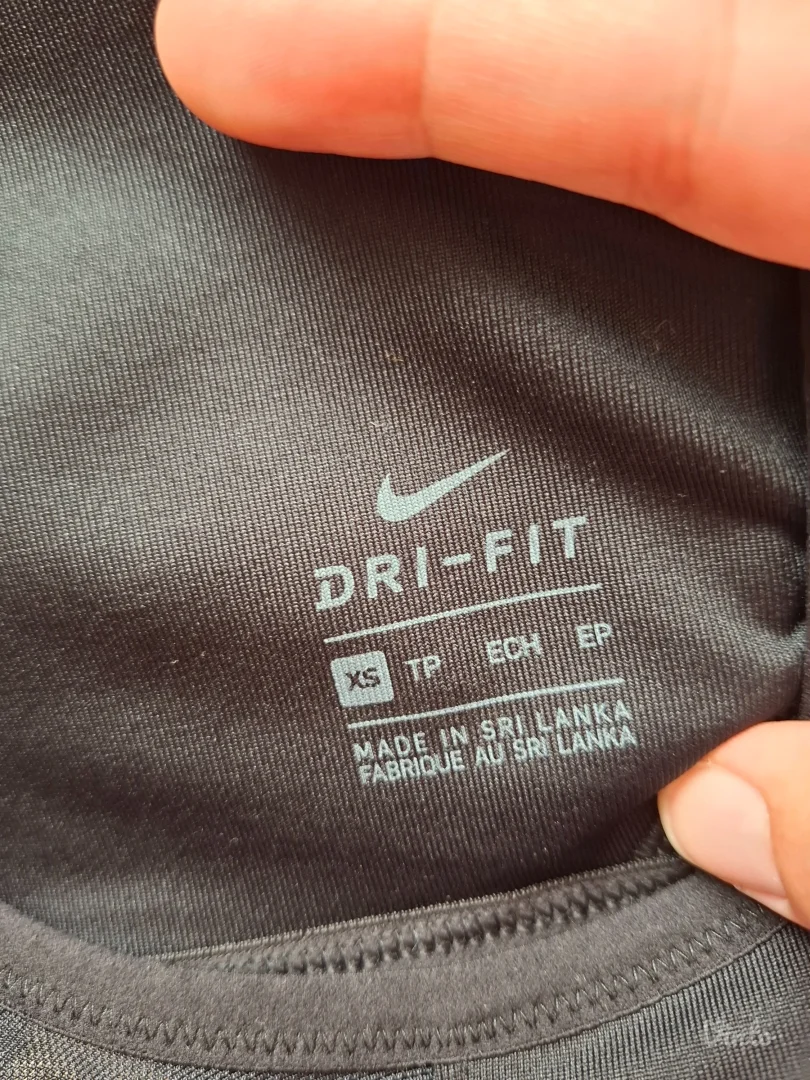 DRI-FIT
XS TP ECH EP
MADE IN SRI LANKA
FABRIQUE AU SRI LANKA